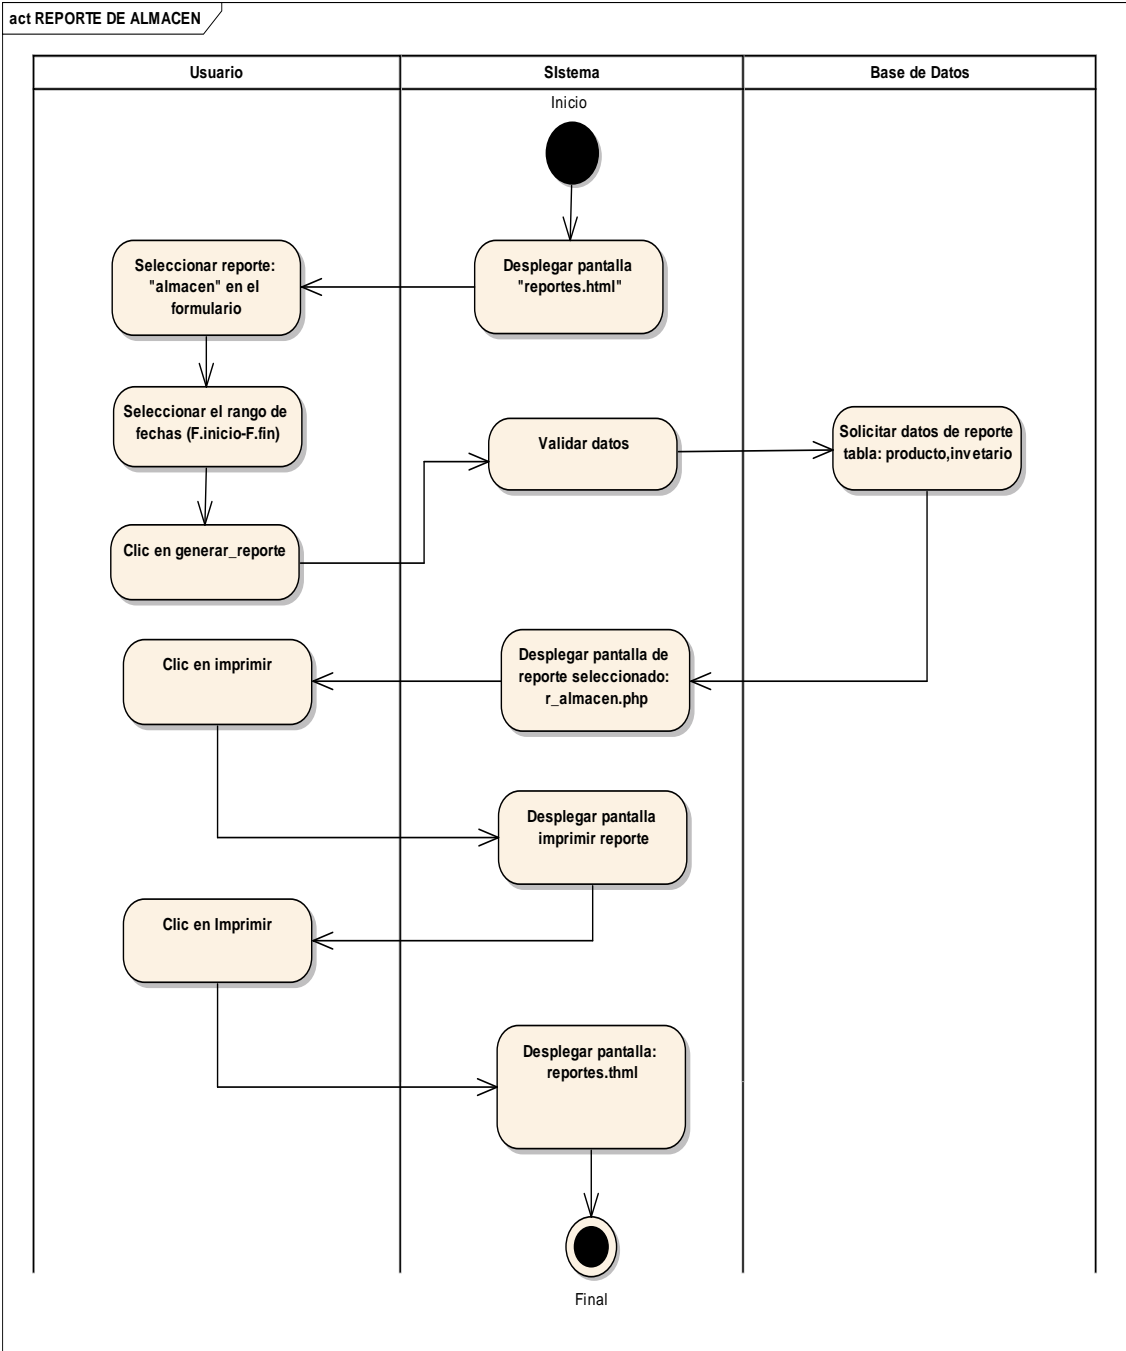 act REPORTE DE ALMACEN
Usuario
SIstema
Base de Datos
Inicio
Seleccionar reporte:
"almacen" en el
formulario
Desplegar pantalla
"reportes.html"
Seleccionar el rango de
fechas (F.inicio-F.fin)
Validar datos
Solicitar datos de reporte
tabla: producto,invetario
Clic en generar_reporte
Clic en imprimir
Desplegar pantalla de
reporte seleccionado:
r_almacen.php
Desplegar pantalla
imprimir reporte
Clic en Imprimir
Desplegar pantalla:
reportes.thml
Final